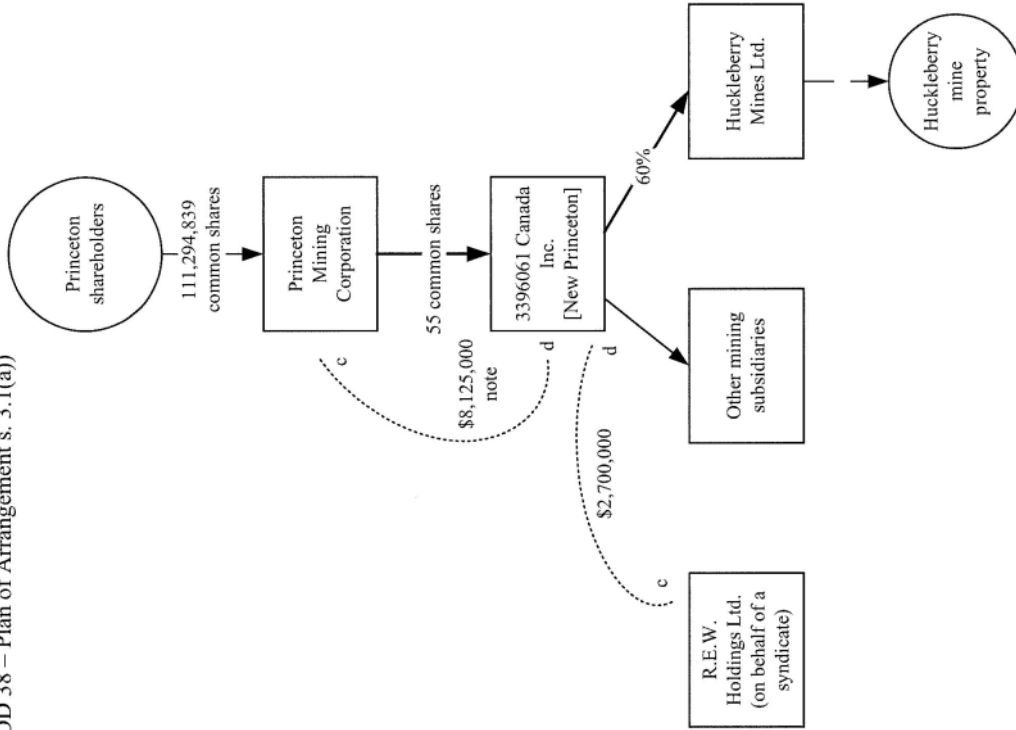 OD 38 – Plan of Arrangement s. 3.1(a))
Princeton
shareholders
111,294,839
common shares
Princeton
Mining
Corporation
c
55 common shares
$8,125,000
note
d
3396061 Canada
Inc.
[New Princeton]
d
60%
$2,700,000
c
R.E.W.
Holdings Ltd.
(on behalf of a
syndicate)
Other mining
subsidiaries
Huckleberry
Mines Ltd.
Huckleberry
mine
property